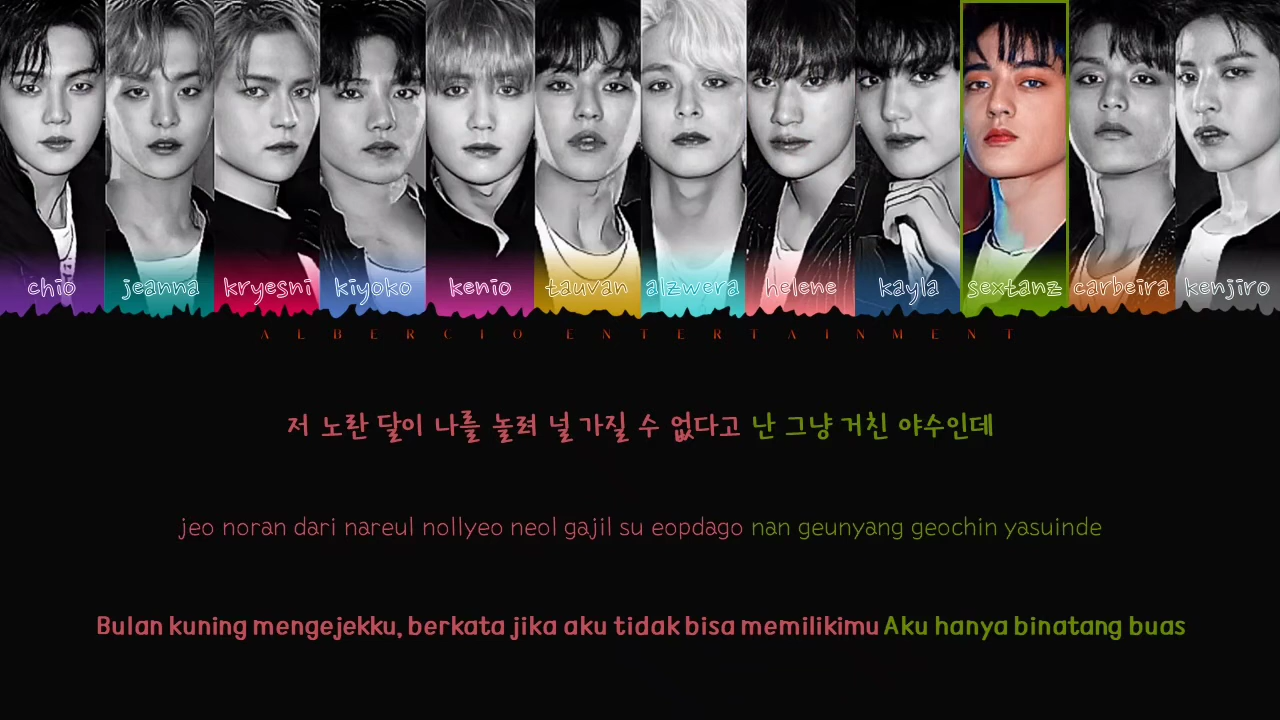 chio jeanna kryesni kiyoko kenio tauvan alzwera helene kayla sextanz carbeira kenjiro
ALBERCIO ENTERTAINMENT
저 노란 달이 나를 놀려 널 가질 수 없다고 난 그냥 거친 야수인데
jeo noran dari nareul nollyeo neol gajil su eopdago nan geunyang geochin yasuinde
Bulan kuning mengejekku, berkata jika aku tidak bisa memilikimu Aku hanya binatang buas